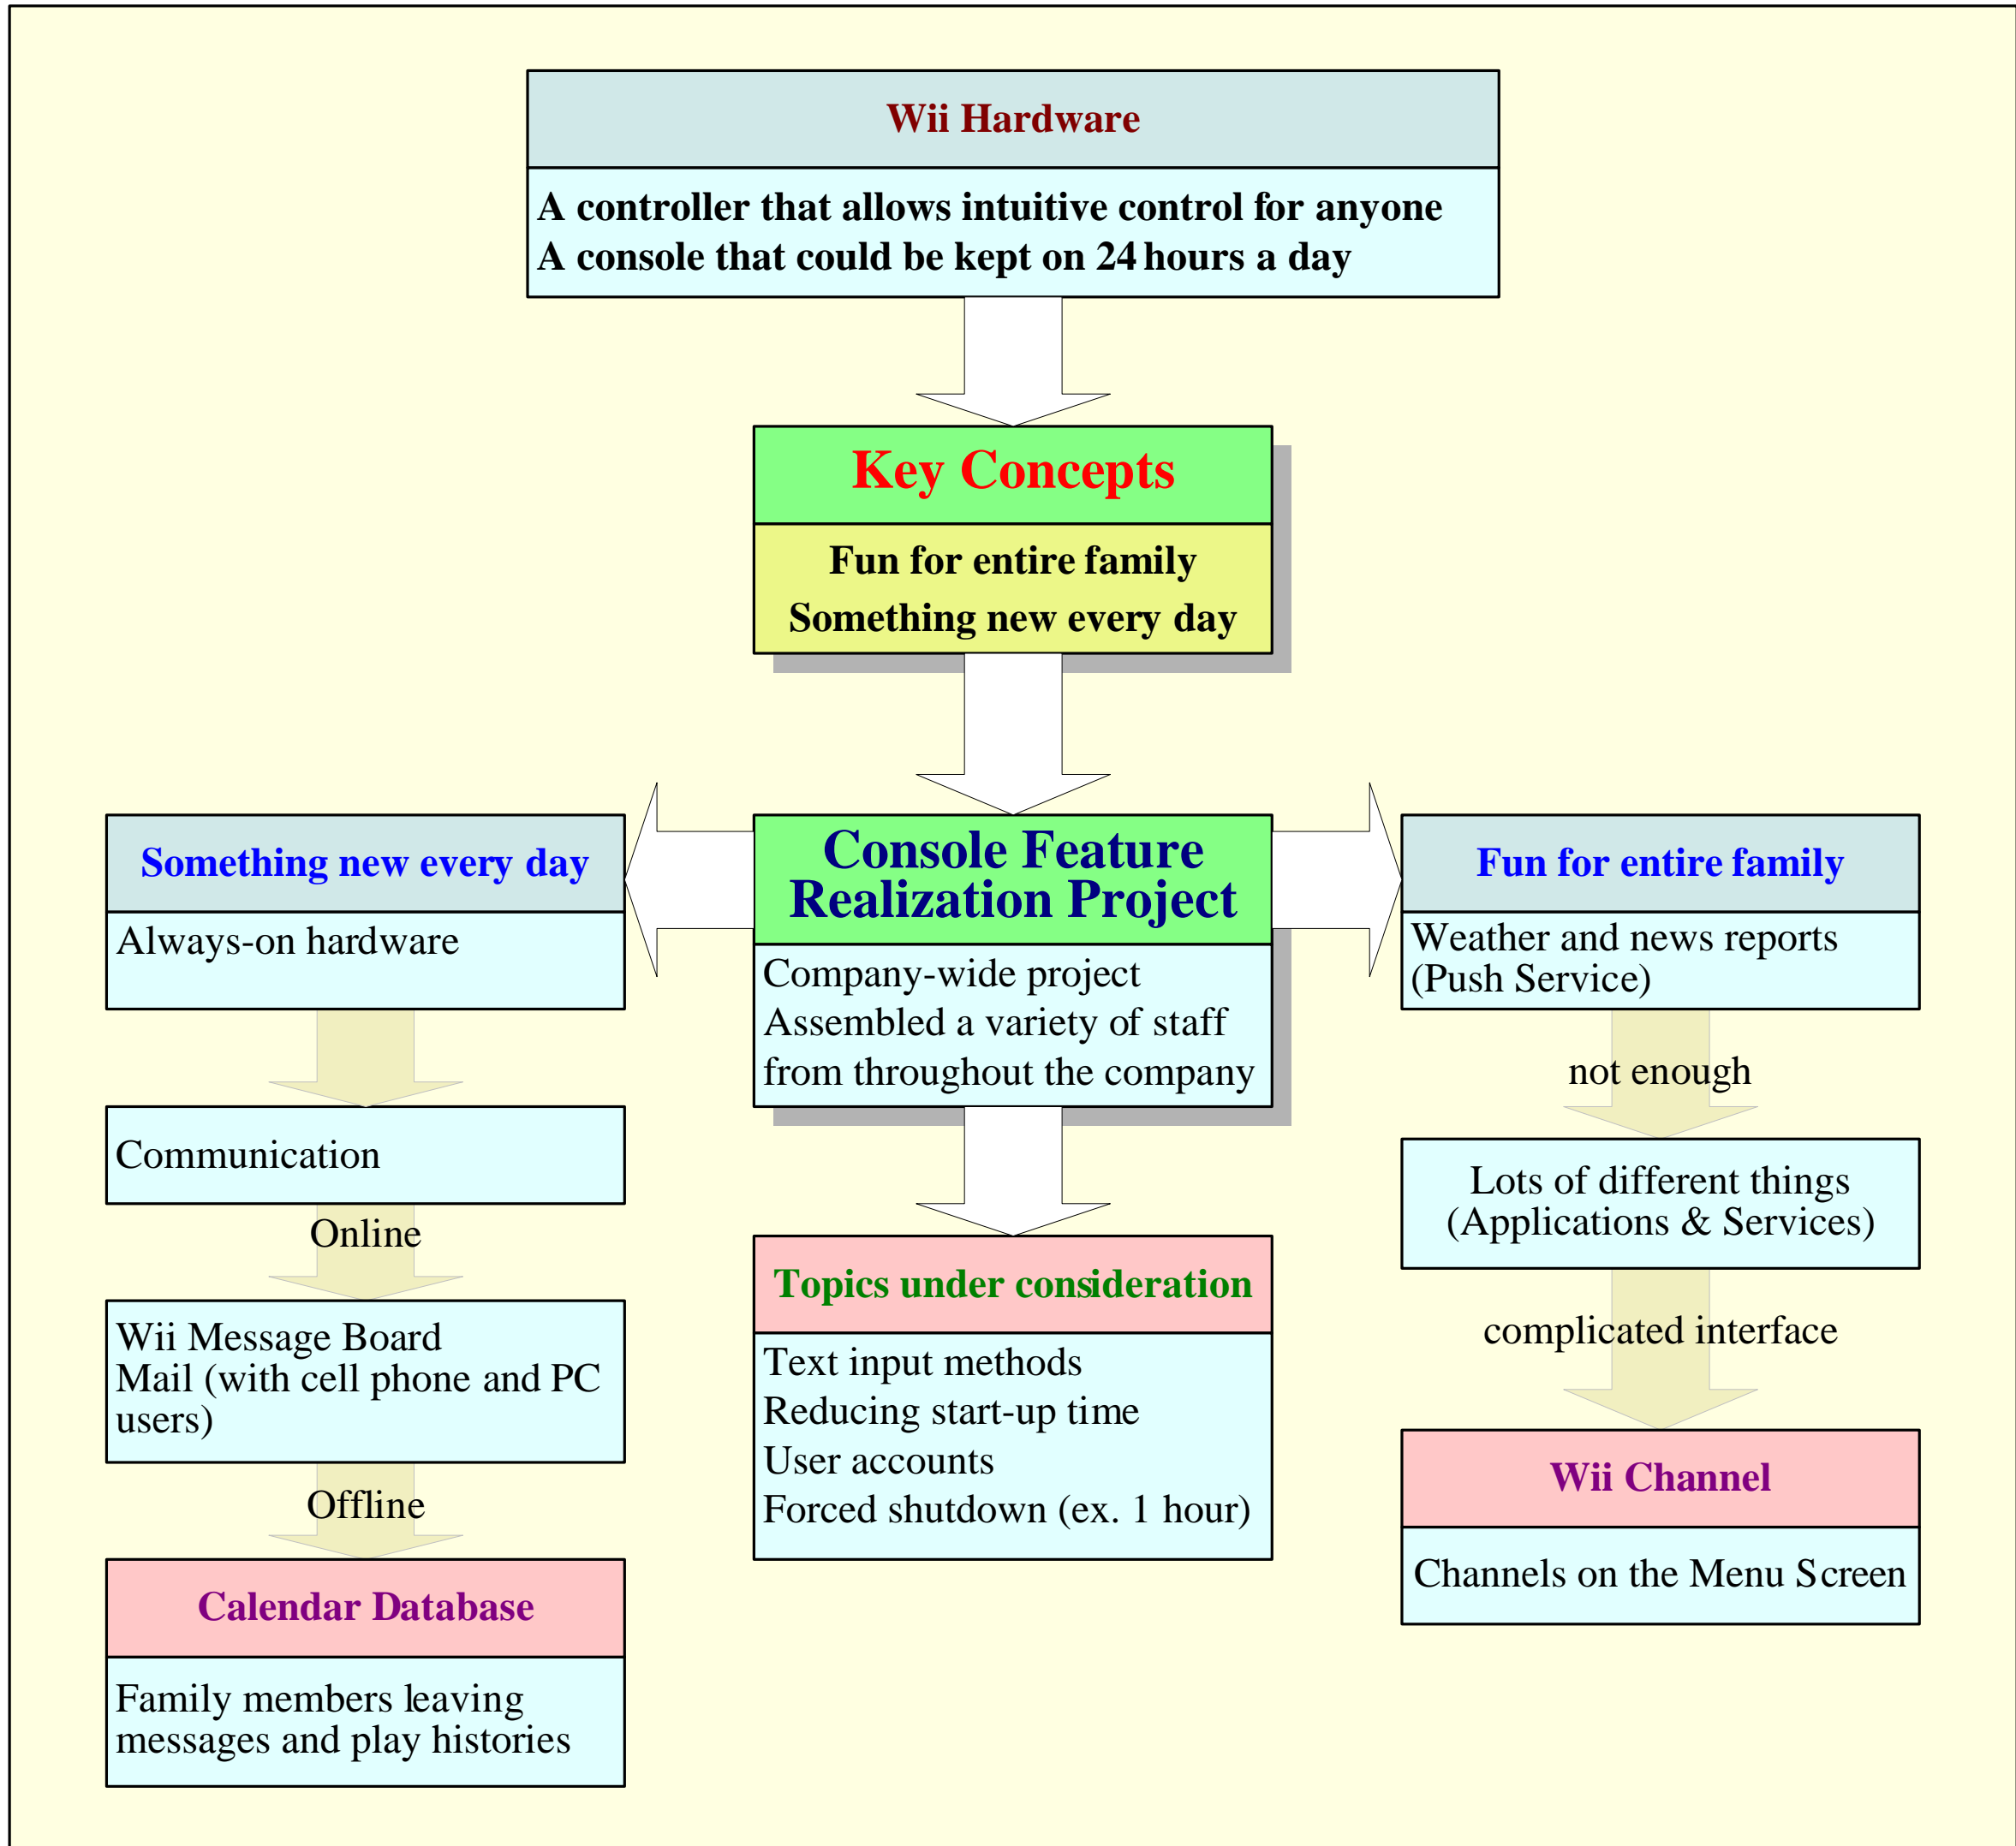 Wii Hardware
A controller that allows intuitive control for anyone
A console that could be kept on 24 hours a day
Key Concepts
Fun for entire family
Something new every day
Something new every day
Always-on hardware
Communication
Online
Wii Message Board
Mail (with cell phone and PC
users)
Offline
Calendar Database
Family members leaving
messages and play histories
Console Feature
Realization Project
Company-wide project
Assembled a variety of staff
from throughout the company
Topics under consideration
Text input methods
Reducing start-up time
User accounts
Forced shutdown (ex. 1 hour)
Fun for entire family
Weather and news reports
(Push Service)
not enough
Lots of different things
(Applications & Services)
complicated interface
Wii Channel
Channels on the Menu Screen